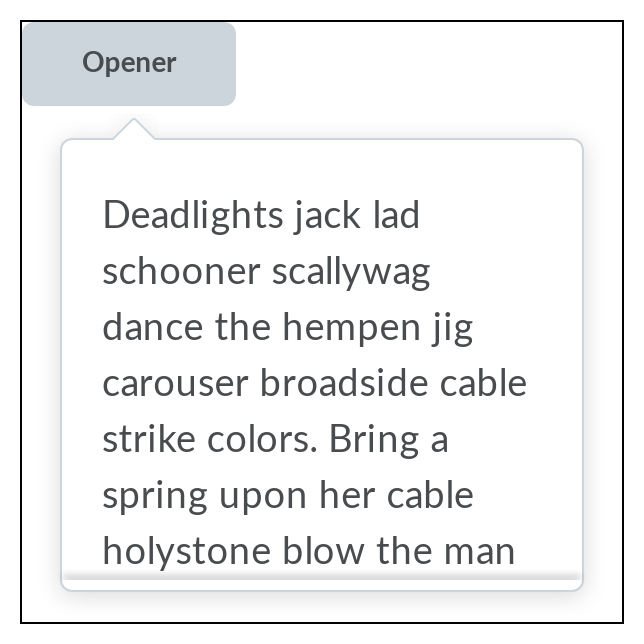 Opener
Deadlights jack lad
schooner scallywag
dance the hempen jig
carouser broadside cable
strike colors. Bring a
spring upon her cable
holystone blow the man